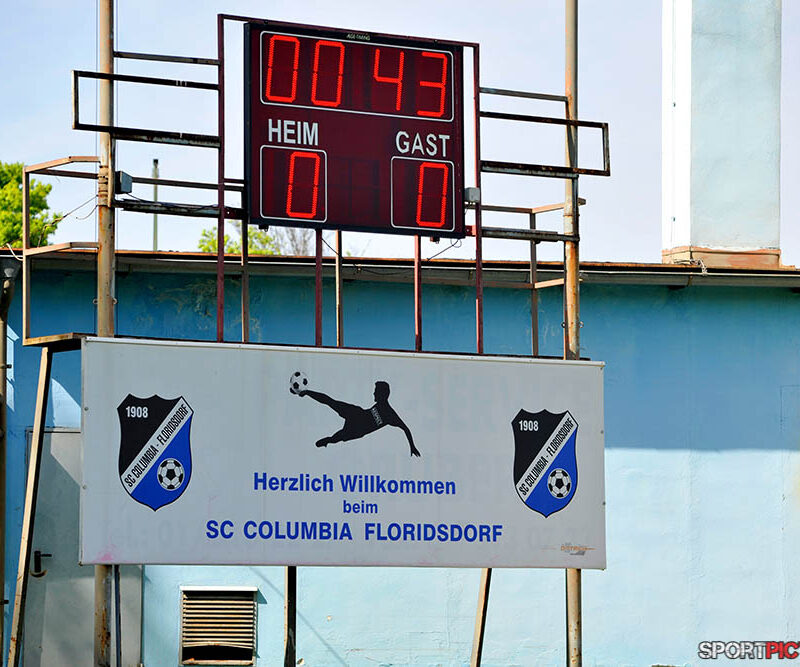 00 43
HEIM GAST
0 0
1908
SC COLUMBIA - FLORIDSDORF
1908
SC COLUMBIA - FLORIDSDORF
Herzlich Willkommen
beim
SC COLUMBIA FLORIDSDORF
SPORTPIC